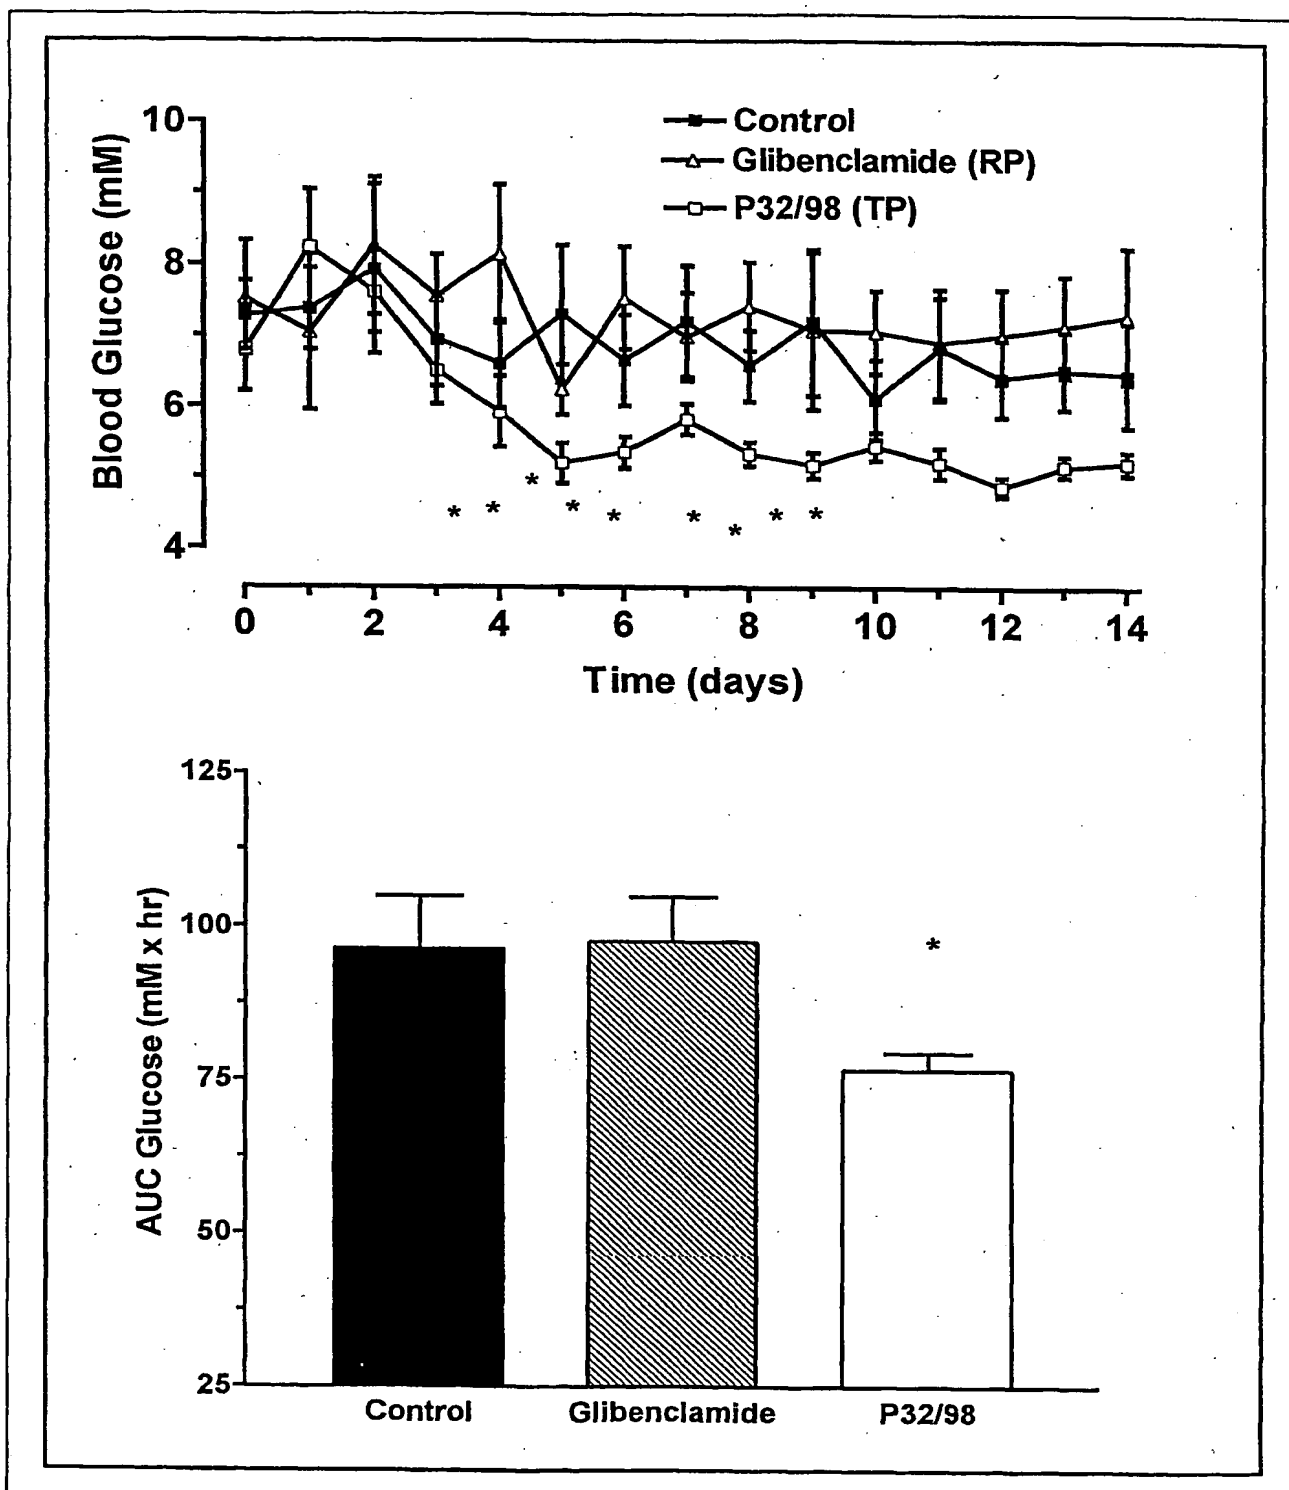 10
8
6
4
Blood Glucose (mM)
Control
Glibenclamide (RP)
P32/98 (TP)
* * * * * * * * *
0 2 4 6 8 10 12 14
Time (days)
125
100
75
50
25
AUC Glucose (mM x hr)
*
Control Glibenclamide P32/98